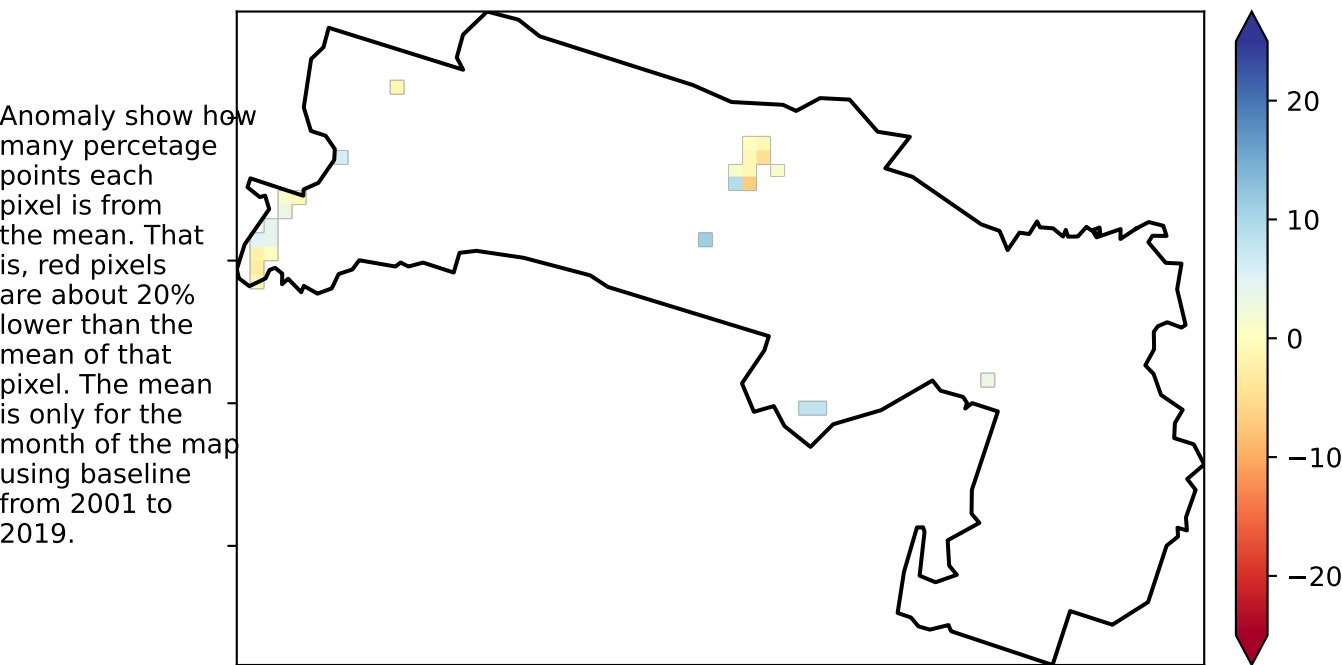 Anomaly show how
many percetage
points each
pixel is from
the mean. That
is, red pixels
are about 20%
lower than the
mean of that
pixel. The mean
is only for the
month of the map
using baseline
from 2001 to
2019.
20
10
0
−10
−20